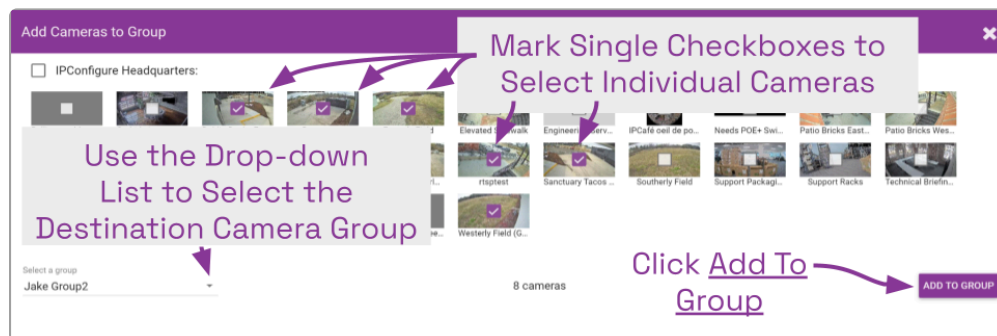 Add Cameras to Group
Mark Single Checkboxes to
Select Individual Cameras
IPConfigure Headquarters:
Elevated
Engineering
IPCafé oeil de po...
Needs POE+ Swi...
Patio Bricks East...
Patio Bricks Wes...
Use the Drop-down
List to Select the
Destination Camera Group
rtsptest
Sanctuary Tacos ...
Southerly Field
Support Packagi...
Support Racks
Technical Briefin...
Westerly Field (G...
Select a group
Jake Group2
8 cameras
Click Add To
Group
ADD TO GROUP